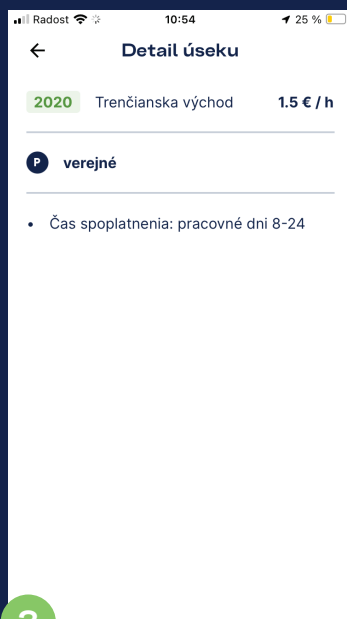 Radost 10:54 25 %
Detail úseku
2020 Trenčianska východ 1.5 € / h
P verejné
• Čas spoplatnenia: pracovné dni 8-24